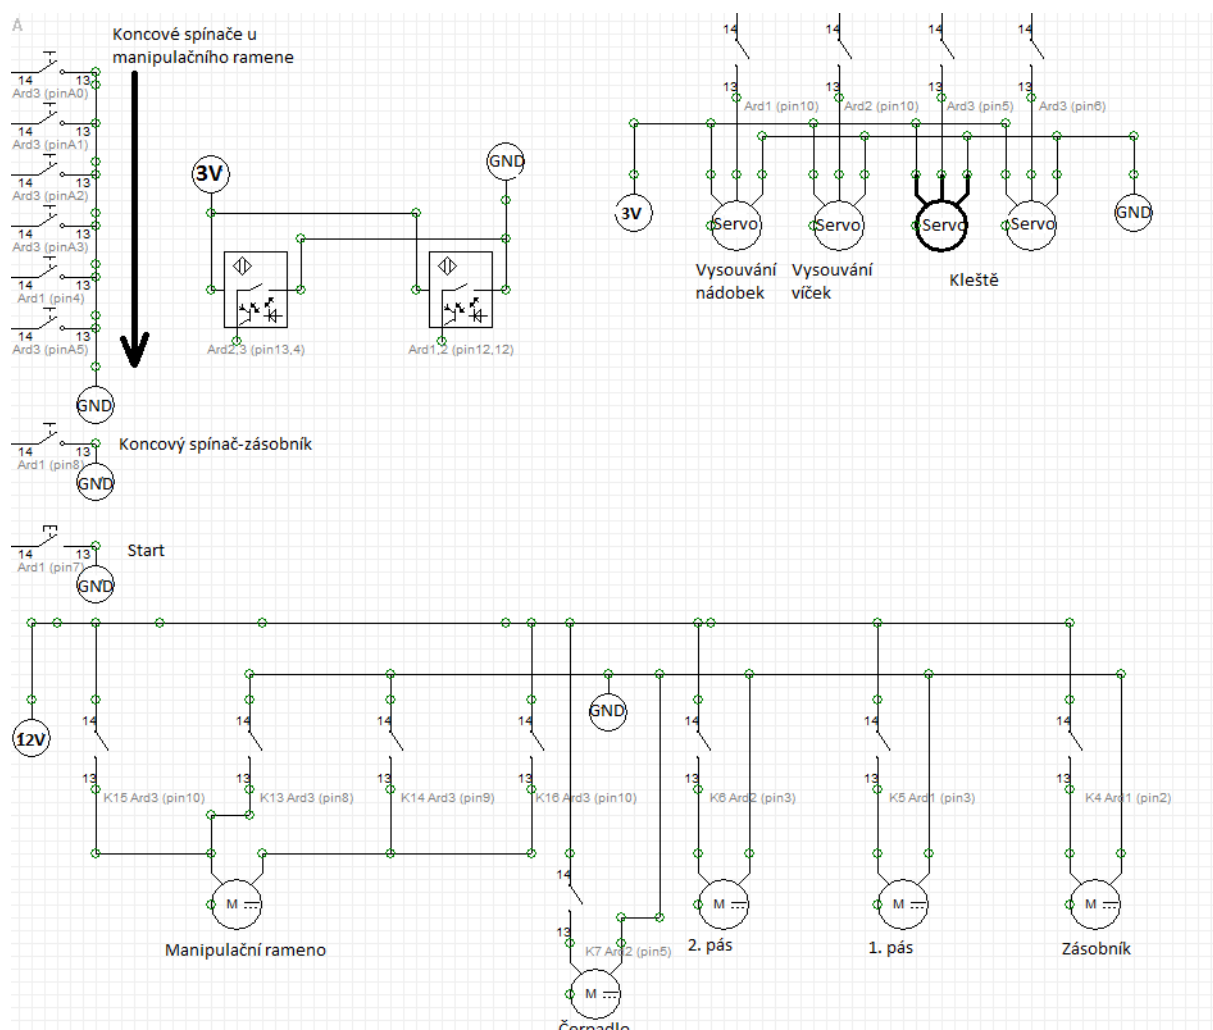 A
Koncové spínače u
manipulačního ramene
14 13
Ard3 (pinA0)
14 13
Ard3 (pinA1)
14 13
Ard3 (pinA2)
14 13
Ard3 (pinA3)
14 13
Ard1 (pin4)
14 13
Ard3 (pinA5)
GND
3V
GND
Ard2,3 (pin13,4)
Ard1,2 (pin12,12)
14 14 14 14
13 13 13 13
Ard1 (pin10) Ard2 (pin10) Ard3 (pin5) Ard3 (pin6)
3V
Servo Servo Servo Servo
GND
Vysouvání
nádobek
Vysouvání
víček
Kleště
14 13
Ard1 (pin8)
GND
Koncový spínač-zásobník
14 13
Ard1 (pin7)
GND
Start
12V
GND
14 14 14 14 14 14 14
13 13 13 13 13 13 13
K15 Ard3 (pin10) K13 Ard3 (pin8) K14 Ard3 (pin9) K16 Ard3 (pin10) K6 Ard2 (pin3) K5 Ard1 (pin3) K4 Ard1 (pin2)
14
13
K7 Ard2 (pin5)
M M M M
Manipulační rameno
2. pás
1. pás
Zásobník
M
Čerpadlo